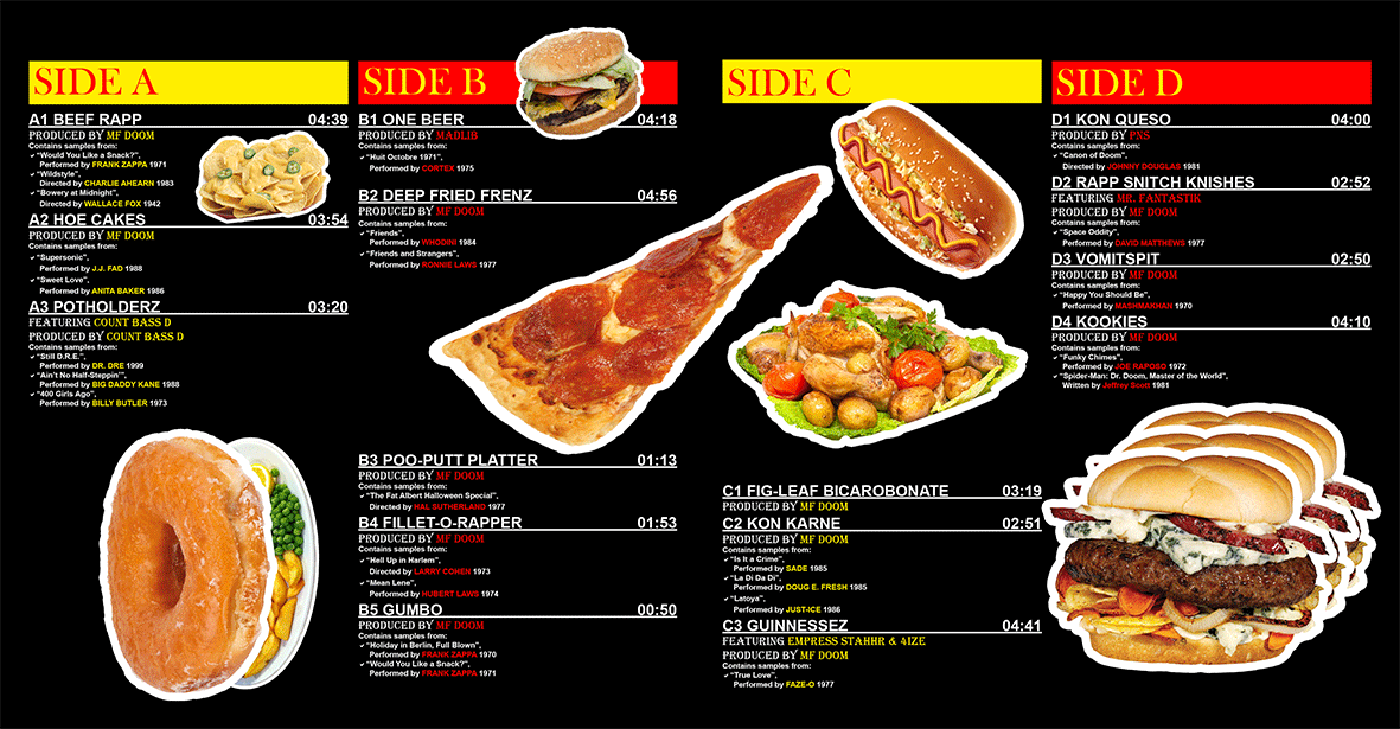 SIDE A
A1 BEEF RAPP 04:39
PRODUCED BY MF DOOM
Contains samples from:
✓ "Would You Like a Snack?",
Performed by FRANK ZAPPA 1971
✓ "Wildstyle",
Directed by CHARLIE AHEARN 1983
✓ "Bowery at Midnight",
Directed by WALLACE FOX 1942
A2 HOE CAKES 03:54
PRODUCED BY MF DOOM
Contains samples from:
✓ "Supersonic",
Performed by J.J. FAD 1988
✓ "Sweet Love",
Performed by ANITA BAKER 1986
A3 POTHOLDERZ 03:20
FEATURING COUNT BASS D
PRODUCED BY COUNT BASS D
Contains samples from:
✓ "Still D.R.E.",
Performed by DR. DRE 1999
✓ "Ain't No Half-Steppin'",
Performed by BIG DADDY KANE 1988
✓ "400 Girls Ago",
Performed by BILLY BUTLER 1973
SIDE B
B1 ONE BEER 04:18
PRODUCED BY MADLIB
Contains samples from:
✓ "Huit Octobre 1971",
Performed by CORTEX 1975
B2 DEEP FRIED FRENZ 04:56
PRODUCED BY MF DOOM
Contains samples from:
✓ "Friends",
Performed by WHODINI 1984
✓ "Friends and Strangers",
Performed by RONNIE LAWS 1977
B3 POO-PUTT PLATTER 01:13
PRODUCED BY MF DOOM
Contains samples from:
✓ "The Fat Albert Halloween Special",
Directed by HAL SUTHERLAND 1977
B4 FILLET-O-RAPPER 01:53
PRODUCED BY MF DOOM
Contains samples from:
✓ "Hell Up in Harlem",
Directed by LARRY COHEN 1973
✓ "Mean Lene",
Performed by HUBERT LAWS 1974
B5 GUMBO 00:50
PRODUCED BY MF DOOM
Contains samples from:
✓ "Holiday in Berlin, Full Blown",
Performed by FRANK ZAPPA 1970
✓ "Would You Like a Snack?",
Performed by FRANK ZAPPA 1971
SIDE C
C1 FIG-LEAF BICAROBONATE 03:19
PRODUCED BY MF DOOM
C2 KON KARNE 02:51
PRODUCED BY MF DOOM
Contains samples from:
✓ "Is It a Crime",
Performed by SADE 1985
✓ "La Di Da Di",
Performed by DOUG E. FRESH 1985
✓ "Latoya",
Performed by JUST-ICE 1986
C3 GUINNESSEZ 04:41
FEATURING EMPRESS STAHHR & 4IZE
PRODUCED BY MF DOOM
Contains samples from:
✓ "True Love",
Performed by FAZE-O 1977
SIDE D
D1 KON QUESO 04:00
PRODUCED BY PNS
Contains samples from:
✓ "Canon of Doom",
Directed by JOHNNY DOUGLAS 1981
D2 RAPP SNITCH KNISHES 02:52
FEATURING MR. FANTASTIK
PRODUCED BY MF DOOM
Contains samples from:
✓ "Space Oddity",
Performed by DAVID MATTHEWS 1977
D3 VOMITSPIT 02:50
PRODUCED BY MF DOOM
Contains samples from:
✓ "Happy You Should Be",
Performed by MASHMAKHAN 1970
D4 KOOKIES 04:10
PRODUCED BY MF DOOM
Contains samples from:
✓ "Funky Chimes",
Performed by JOE RAPOSO 1972
✓ "Spider-Man: Dr. Doom, Master of the World",
Written by Jeffrey Scott 1981